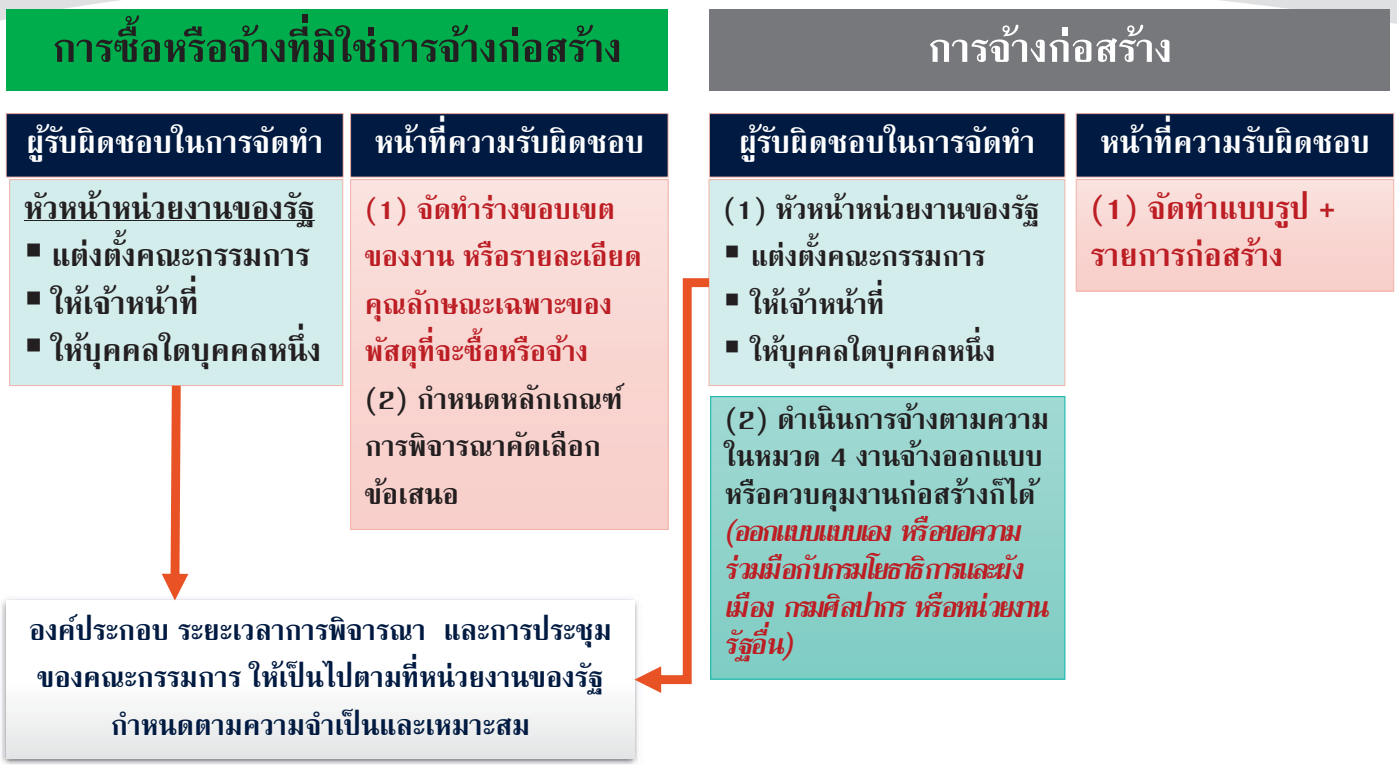 การซื้อหรือจ้างที่มิใช่การจ้างก่อสร้าง
ผู้รับผิดชอบในการจัดทำ
หัวหน้าหน่วยงานของรัฐ
▪ แต่งตั้งคณะกรรมการ
▪ ให้เจ้าหน้าที่
▪ ให้บุคคลใดบุคคลหนึ่ง
หน้าที่ความรับผิดชอบ
(1) จัดทำร่างขอบเขต
ของงาน หรือรายละเอียด
คุณลักษณะเฉพาะของ
พัสดุที่จะซื้อหรือจ้าง
(2) กำหนดหลักเกณฑ์
การพิจารณาคัดเลือก
ข้อเสนอ
องค์ประกอบ ระยะเวลาการพิจารณา และการประชุม
ของคณะกรรมการ ให้เป็นไปตามที่หน่วยงานของรัฐ
กำหนดตามความจำเป็นและเหมาะสม
การจ้างก่อสร้าง
ผู้รับผิดชอบในการจัดทำ
(1) หัวหน้าหน่วยงานของรัฐ
▪ แต่งตั้งคณะกรรมการ
▪ ให้เจ้าหน้าที่
▪ ให้บุคคลใดบุคคลหนึ่ง
(2) ดำเนินการจ้างตามความ
ในหมวด 4 งานจ้างออกแบบ
หรือควบคุมงานก่อสร้างก็ได้
(ออกแบบแบบเอง หรือขอความ
ร่วมมือกับกรมโยธาธิการและผัง
เมือง กรมศิลปากร หรือหน่วยงาน
รัฐอื่น)
หน้าที่ความรับผิดชอบ
(1) จัดทำแบบรูป +
รายการก่อสร้าง